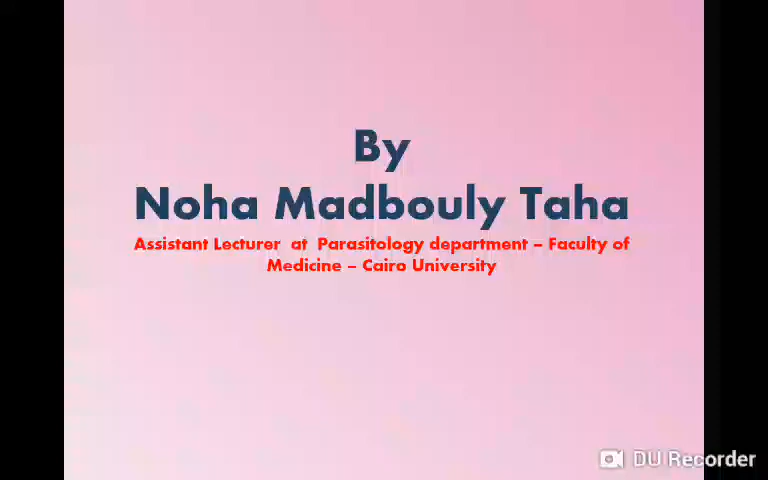 By
Noha Madbouly Taha
Assistant Lecturer at Parasitology department – Faculty of
Medicine – Cairo University
DU Recorder